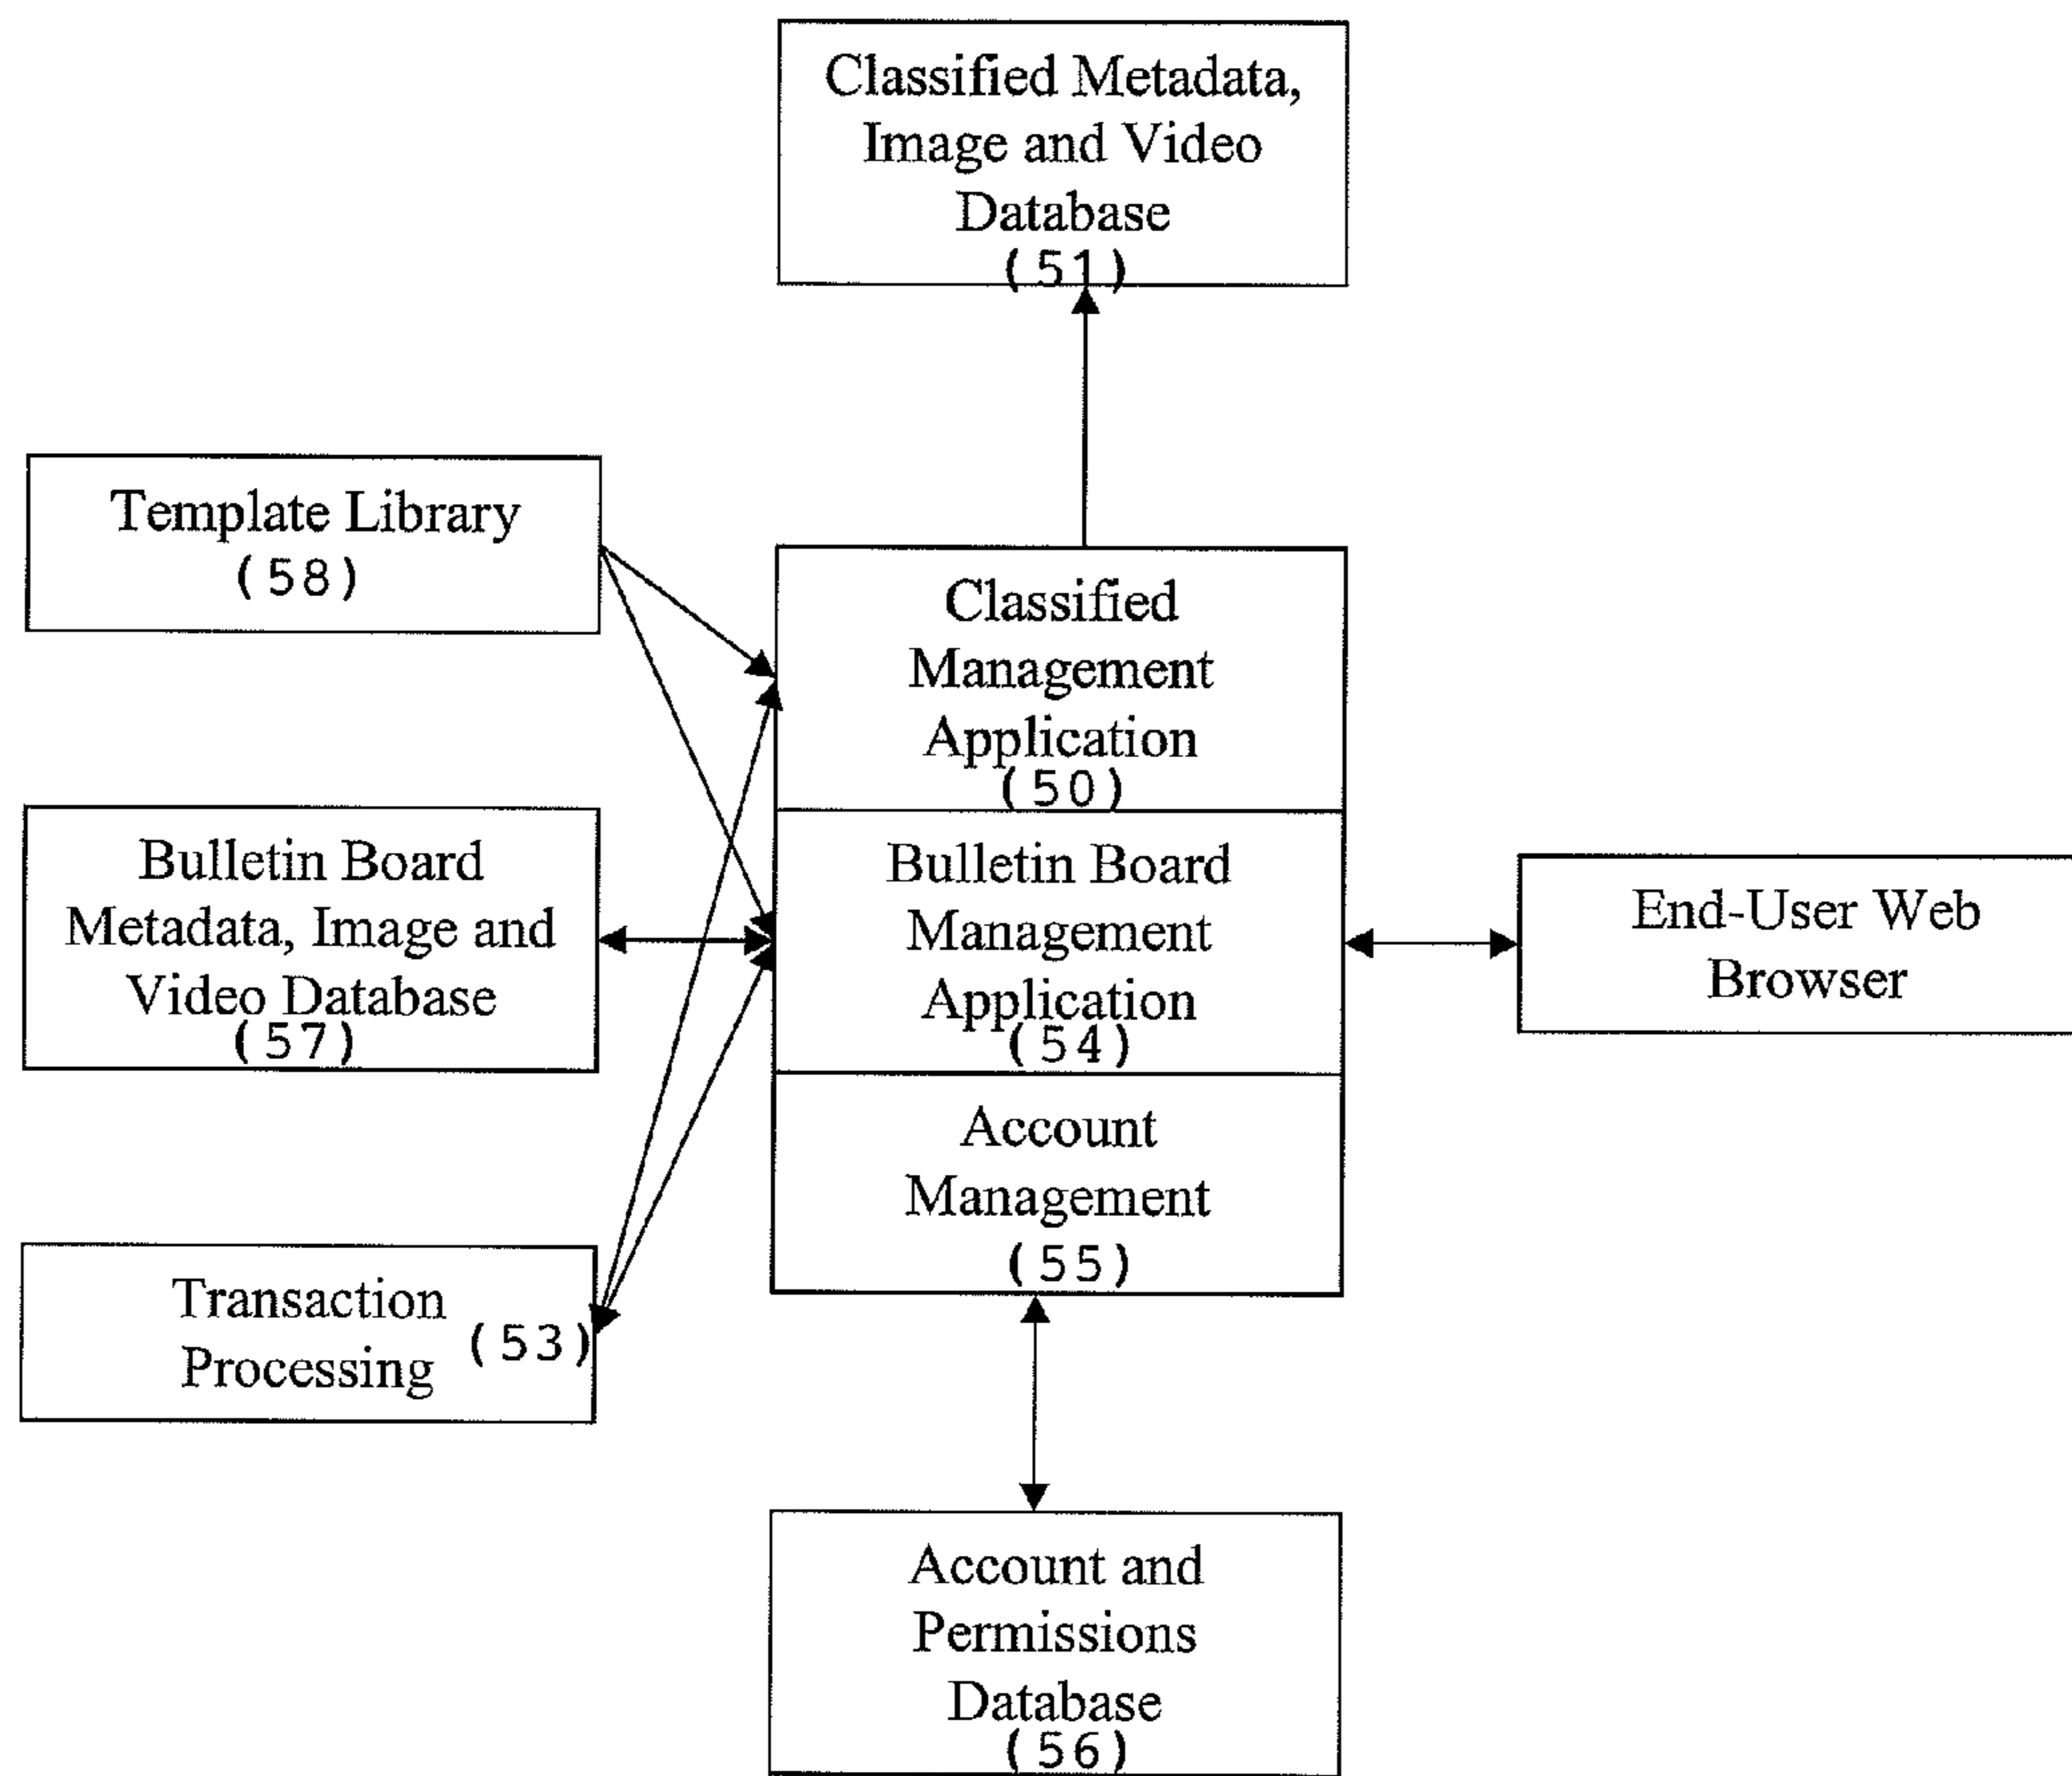 Classified Metadata,
Image and Video
Database
(51)
Template Library
(58)
Classified
Management
Application
(50)
Bulletin Board
Metadata, Image and
Video Database
(57)
Bulletin Board
Management
Application
(54)
End-User Web
Browser
Account
Management
(55)
Transaction
Processing (53)
Account and
Permissions
Database
(56)